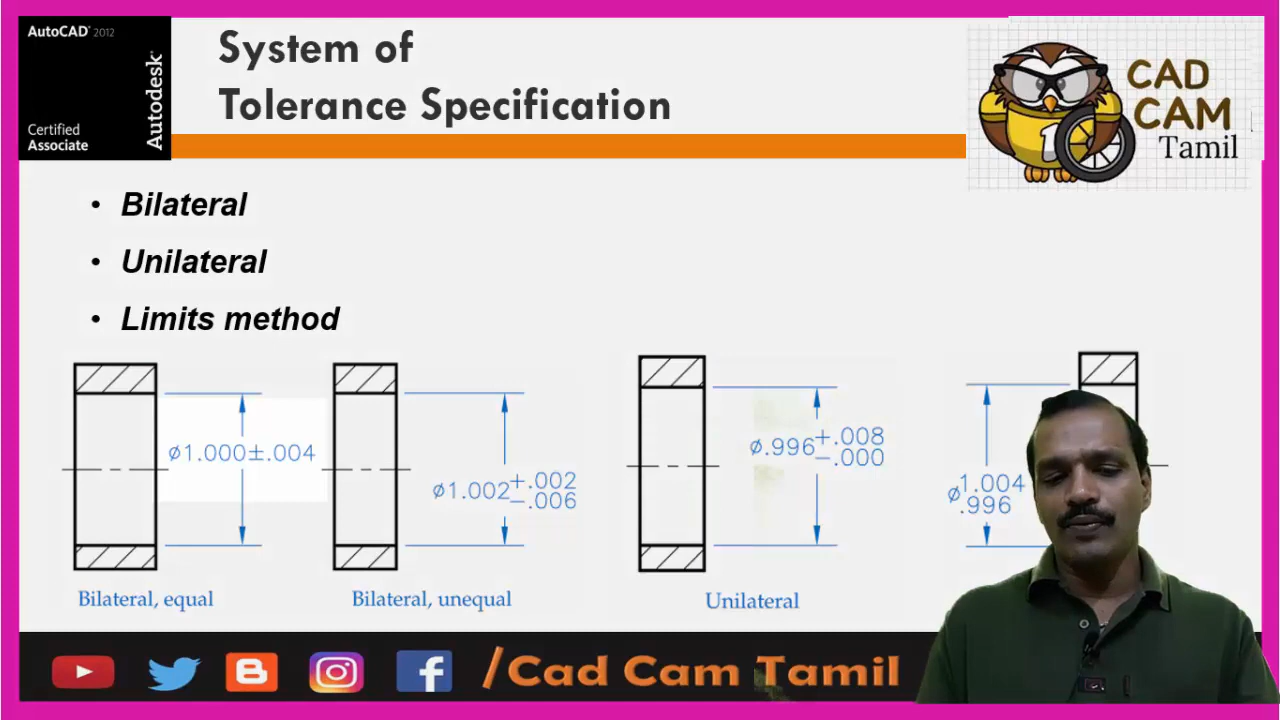 AutoCAD® 2012
Autodesk®
Certified
Associate
System of
Tolerance Specification
CAD
CAM
Tamil
1
• Bilateral
• Unilateral
• Limits method
ø1.000±.004
ø1.002+.002
-.006
ø.996+.008
-.000
ø1.004
.996
Bilateral, equal
Bilateral, unequal
Unilateral
/Cad Cam Tamil